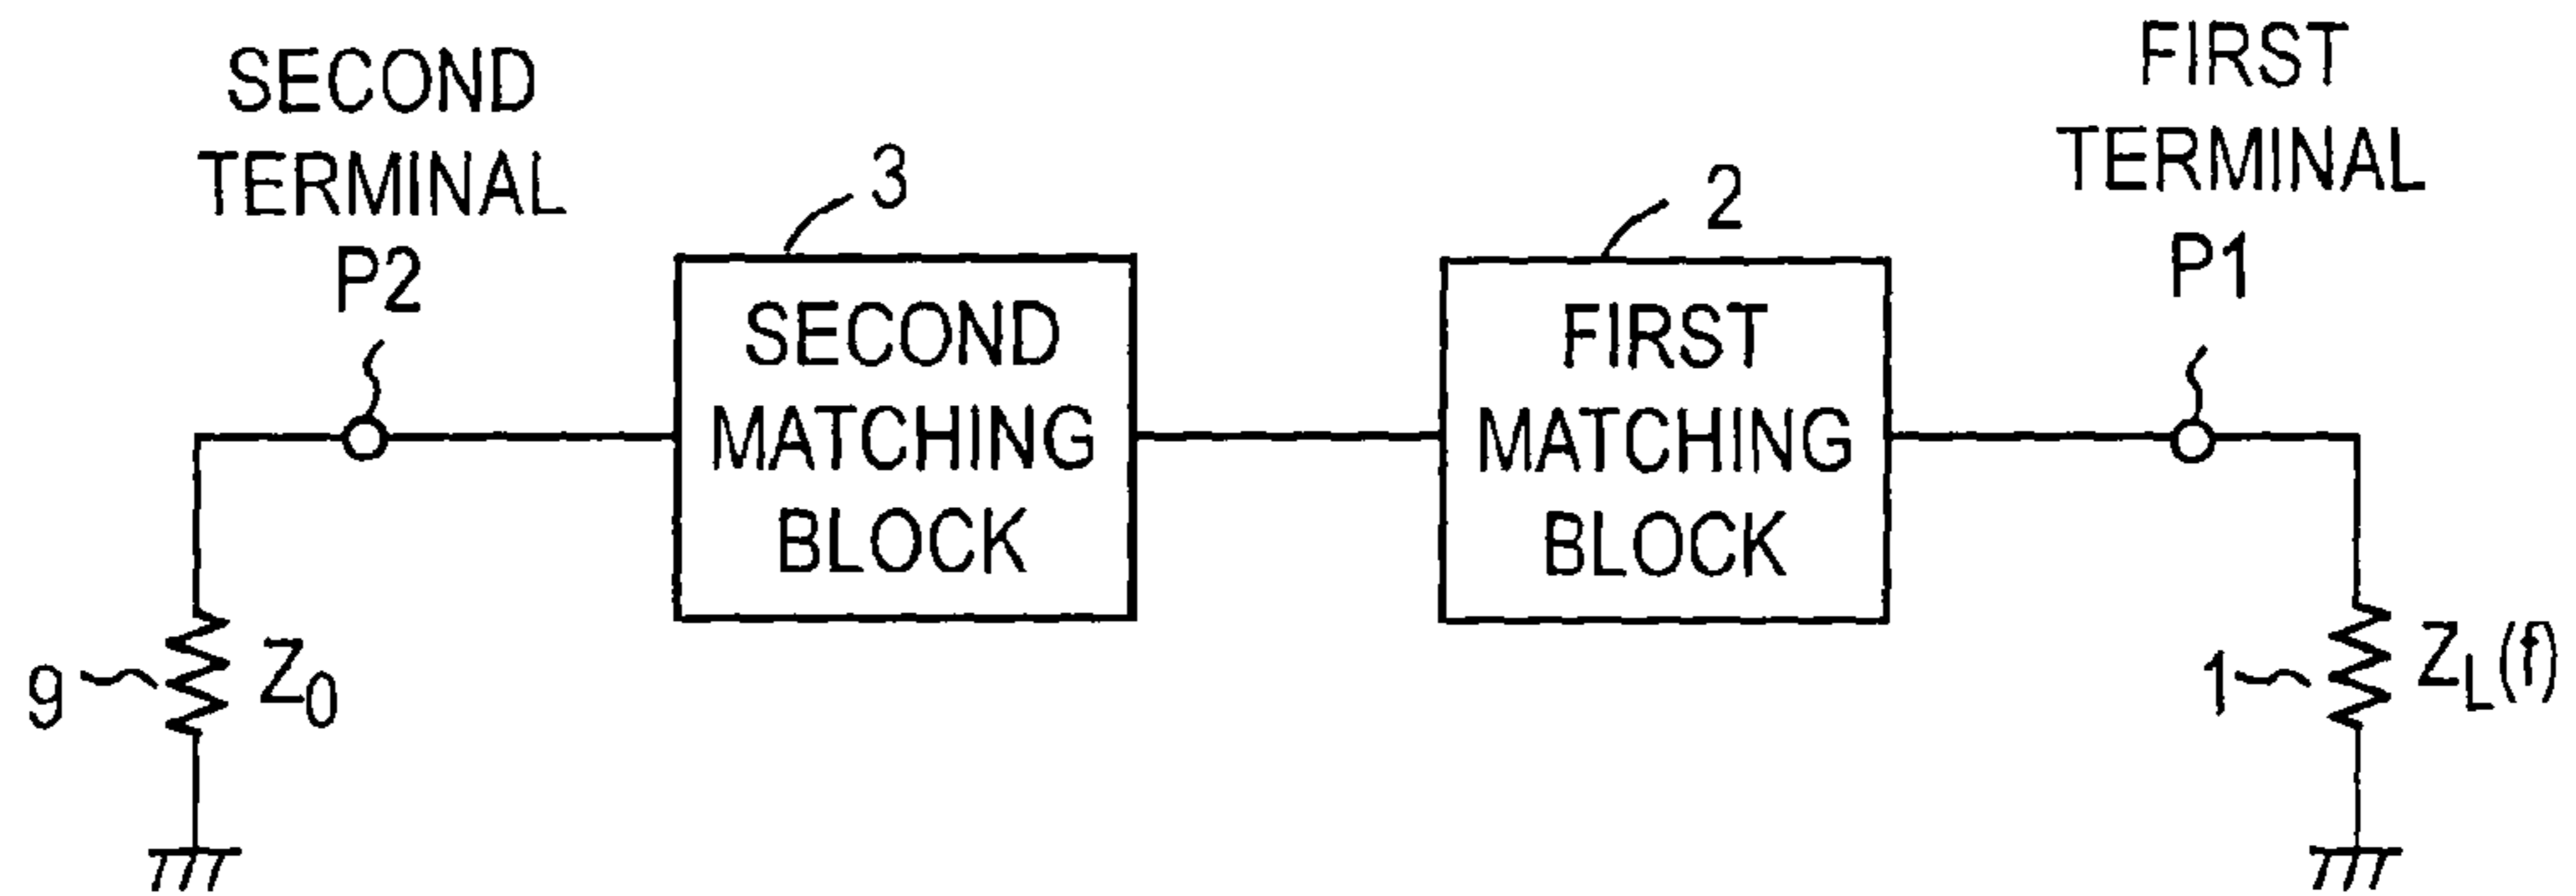 SECOND
TERMINAL
P2
3
SECOND
MATCHING
BLOCK
2
FIRST
MATCHING
BLOCK
FIRST
TERMINAL
P1
9
Z0
1
ZL(f)